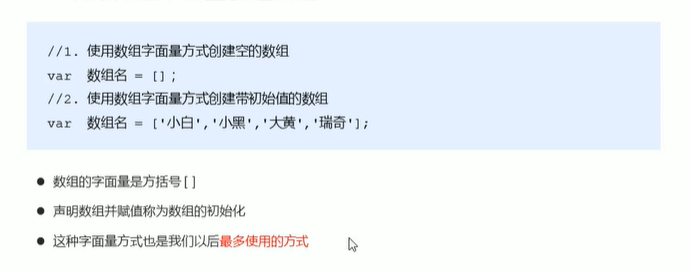 //1. 使用数组字面量方式创建空的数组
var 数组名 = [];
//2. 使用数组字面量方式创建带初始值的数组
var 数组名 = ['小白','小黑','大黄','瑞奇'];
● 数组的字面量是方括号[]
● 声明数组并赋值称为数组的初始化
● 这种字面量方式也是我们以后最多使用的方式